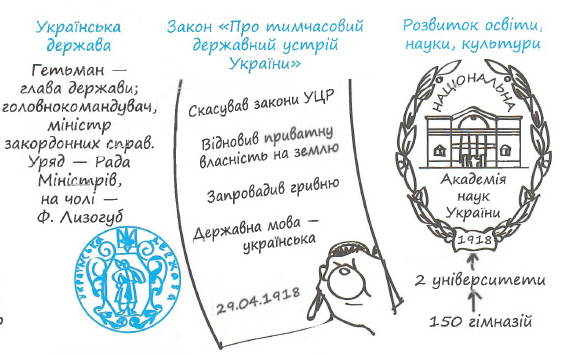 Українська
держава
Гетьман —
глава держави;
головнокомандувач,
міністр
закордонних справ.
Уряд — Рада
Міністрів,
на чолі —
Ф. Лизогуб
УКРАЇНСЬКА ДЕРЖАВА
Закон «Про тимчасовий
державний устрій
України»
Скасував закони УЦР
Відновив приватну
власність на землю
Запровадив гривню
Державна мова —
українська
29.04.1918
Розвиток освіти,
науки, культури
НАЦІОНАЛЬНА
Академія
наук
України
1918
2 університети
150 гімназій